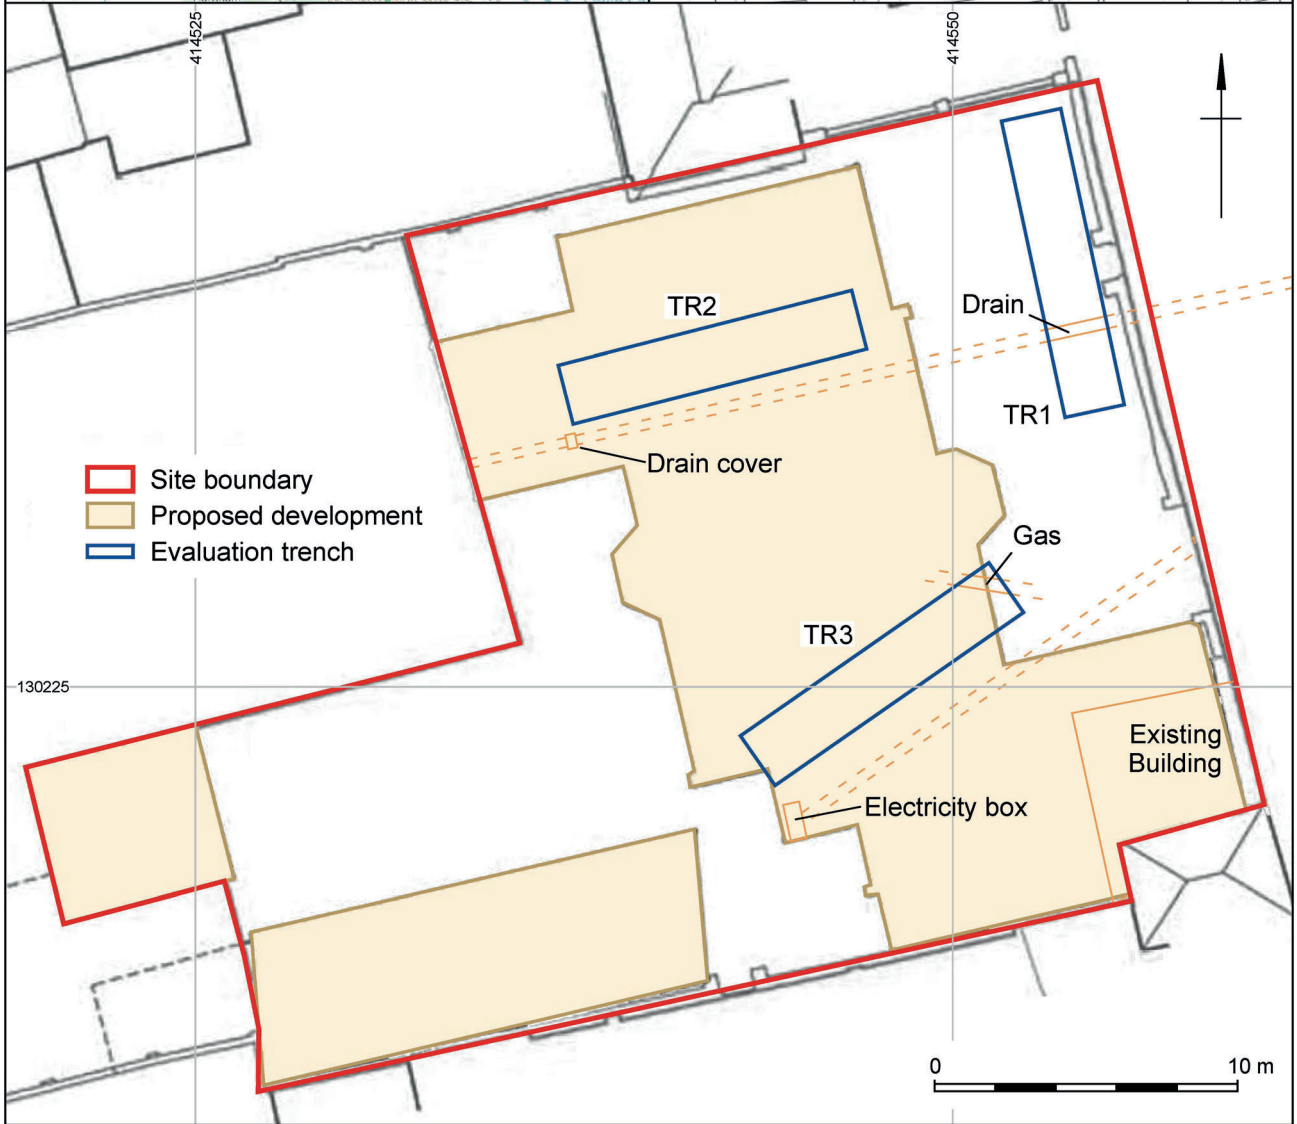 414525
414550
TR2
Drain
TR1
Drain cover
Site boundary
Proposed development
Evaluation trench
Gas
TR3
130225
Existing
Building
Electricity box
0 10 m